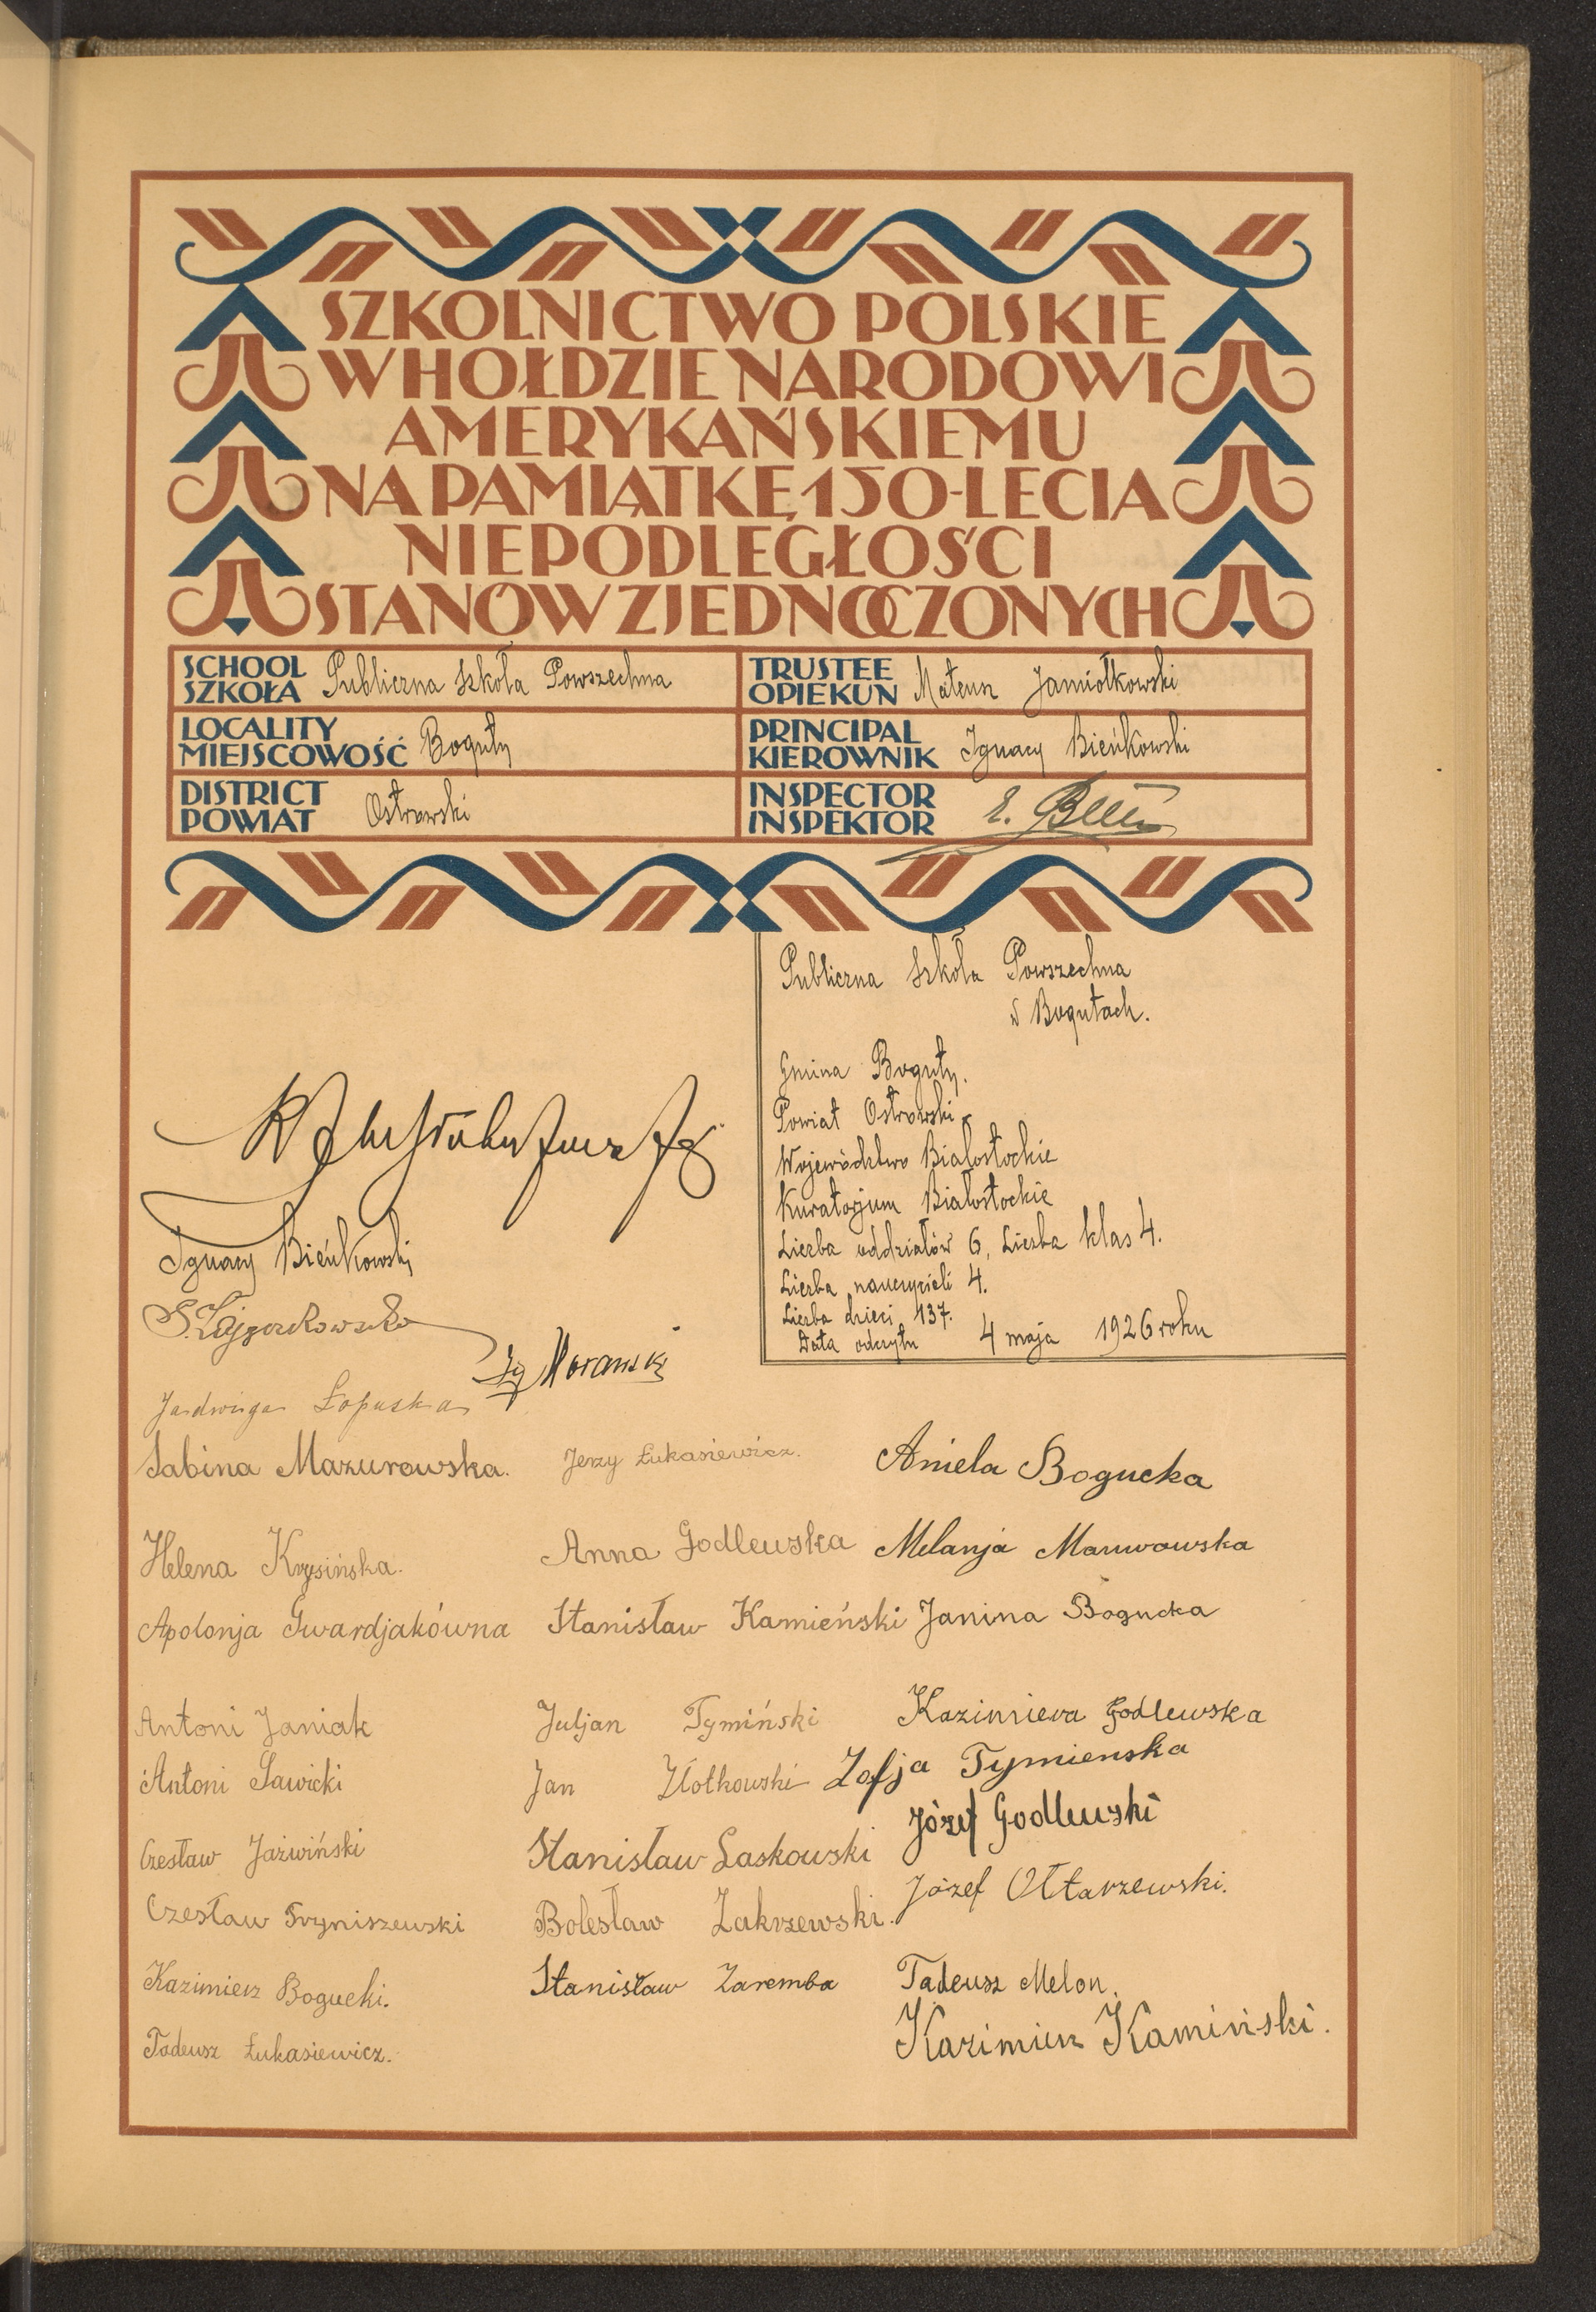 SZKOLNICTWO POLSKIE
W HOŁDZIE NARODOWI
AMERYKAŃSKIEMU
NA PAMIĄTKĘ 150-LECIA
NIEPODLEGŁOŚCI
STANÓW ZJEDNOCZONYCH
SCHOOL
SZKOŁA Publiczna Szkoła Powszechna
TRUSTEE
OPIEKUN Mateusz Jamiołkowski
LOCALITY
MIEJSCOWOŚĆ Boguty
PRINCIPAL
KIEROWNIK Ignacy Bieńkowski
DISTRICT
POWIAT Ostrowski
INSPECTOR
INSPEKTOR E.
Publiczna Szkoła Powszechna
w Bogutach.
Gmina Boguty.
Powiat Ostrowski
Województwo Białostockie
Kuratorjum Białostockie
Liczba oddziałów 6, Liczba klas 4.
Liczba nauczycieli 4.
Liczba dzieci 137.
Data odczytu 4 maja 1926 roku
Ignacy Bieńkowski
S.
Morawski
Jadwiga Łopuska
Sabina Mazurowska. Jerzy Łukasiewicz. Aniela Bogucka
Helena Krysińska. Anna Godlewska Melanja
Apolonja Gwardjakówna Stanisław Kamieński Janina Bogucka
Antoni Janiak Juljan Tymiński Kazimiera Godlewska
Antoni Sawicki Jan Złotkowski Zofja Tymienska
Józef Godlewski
Czesław Jaźwiński Stanisław Laskowski
Józef Ołtarzewski.
Czesław Tryniszewski Bolesław Zakrzewski.
Kazimierz Bogucki. Stanisław Zaremba Tadeusz Melon.
Tadeusz Łukasiewicz. Kazimierz Kamiński.